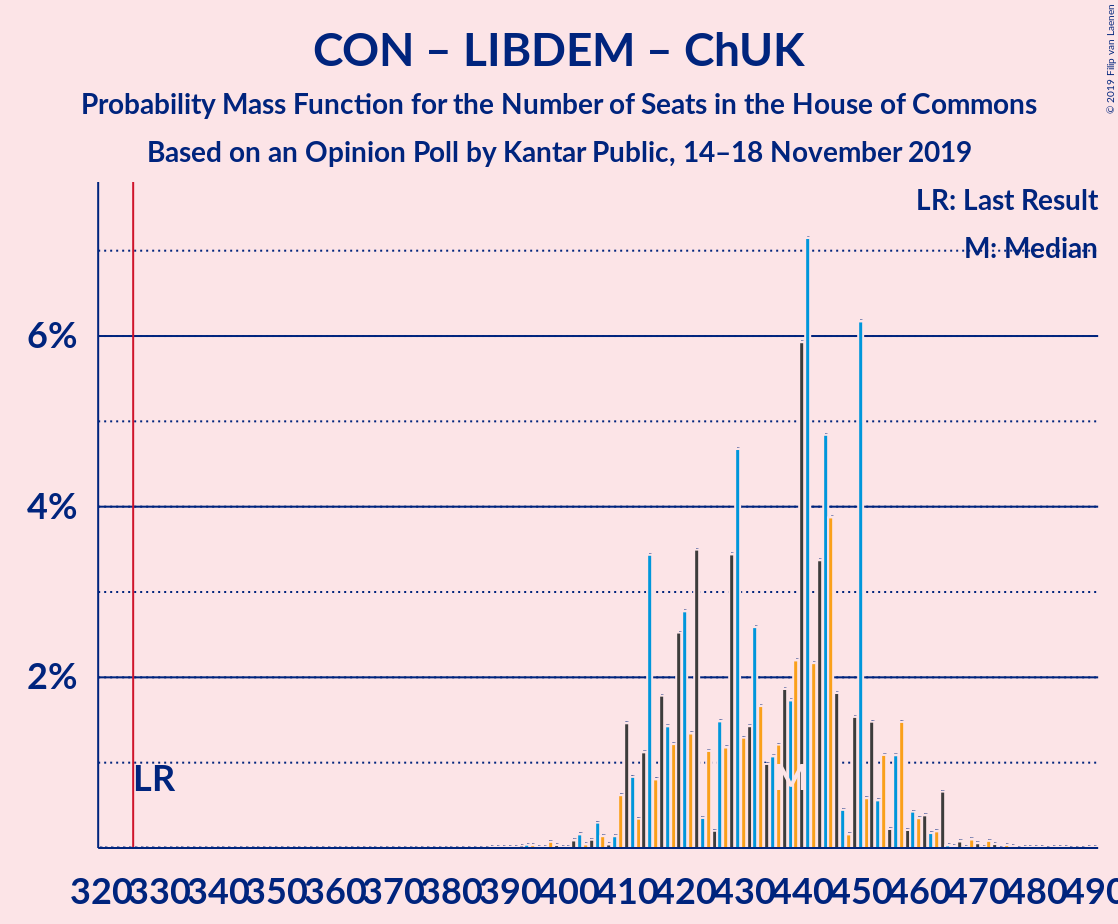 CON – LIBDEM – ChUK
Probability Mass Function for the Number of Seats in the House of Commons
Based on an Opinion Poll by Kantar Public, 14–18 November 2019
© 2019 Filip van Laenen
LR: Last Result
M: Median
6%
4%
2%
LR
M
320 330 340 350 360 370 380 390 400 410 420 430 440 450 460 470 480 490